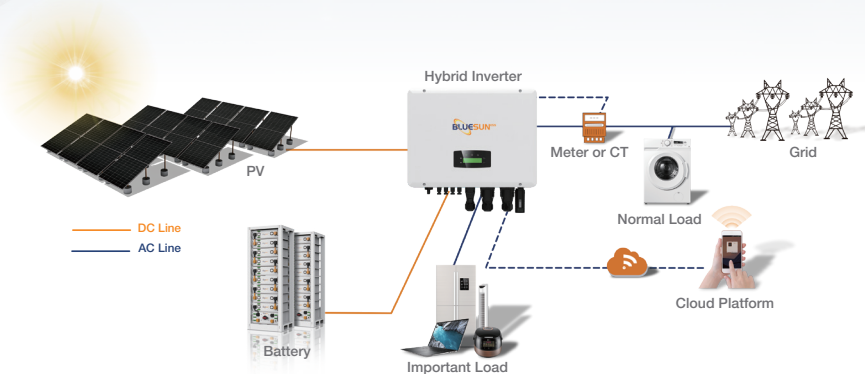 Hybrid Inverter
BLUESUN
Meter or CT
Grid
PV
Normal Load
DC Line
AC Line
Cloud Platform
Battery
Important Load